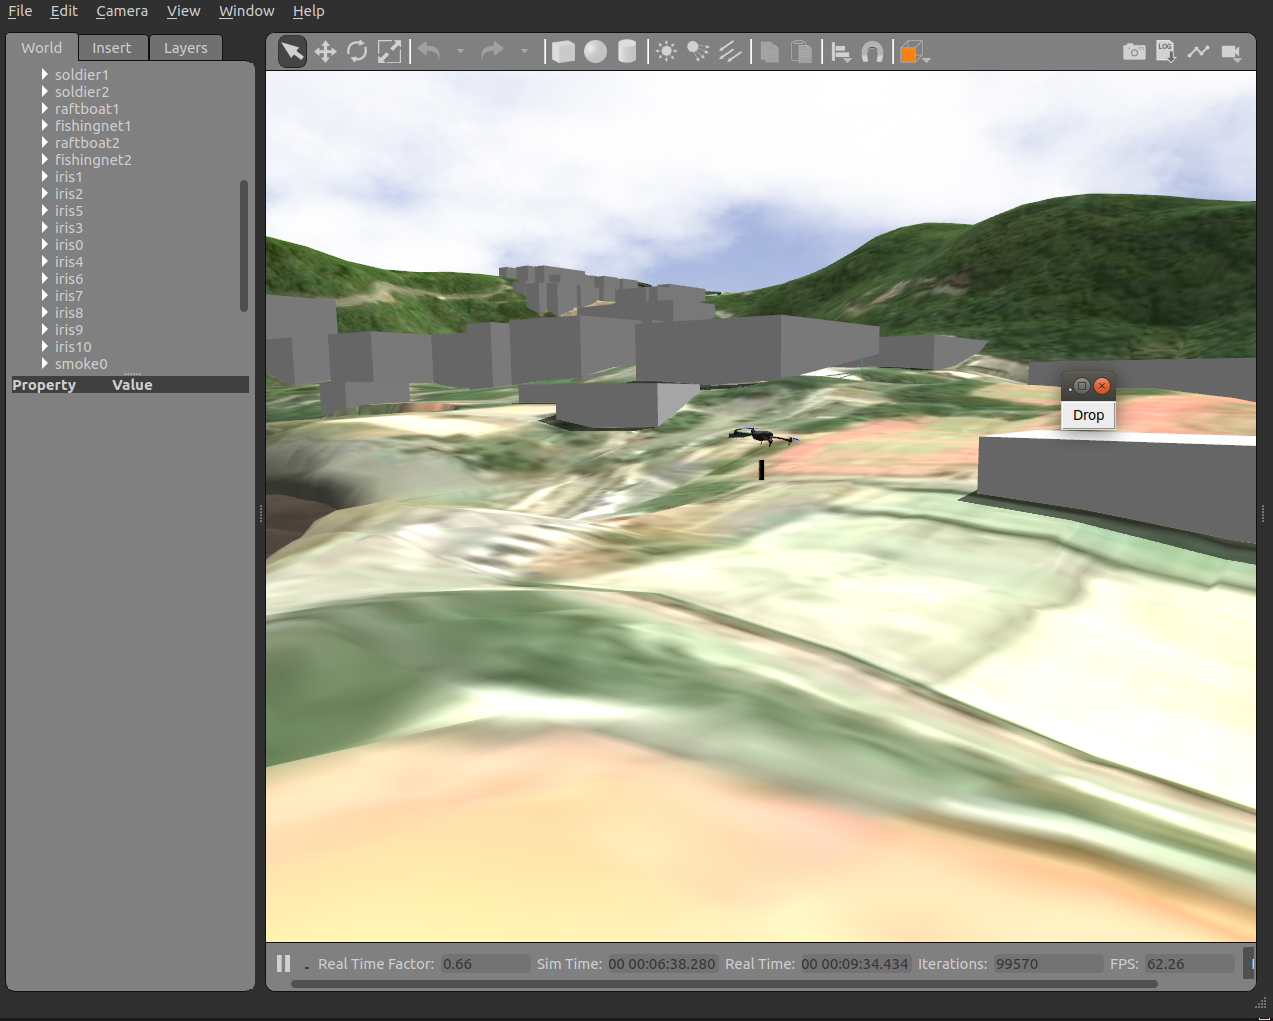 File Edit Camera View Window Help
World Insert Layers
LOG
soldier1
soldier2
raftboat1
fishingnet1
raftboat2
fishingnet2
iris1
iris2
iris5
iris3
iris0
iris4
iris6
iris7
iris8
iris9
iris10
smoke0
Property Value
Drop
Real Time Factor: 0.66 Sim Time: 00 00:06:38.280 Real Time: 00 00:09:34.434 Iterations: 99570 FPS: 62.26